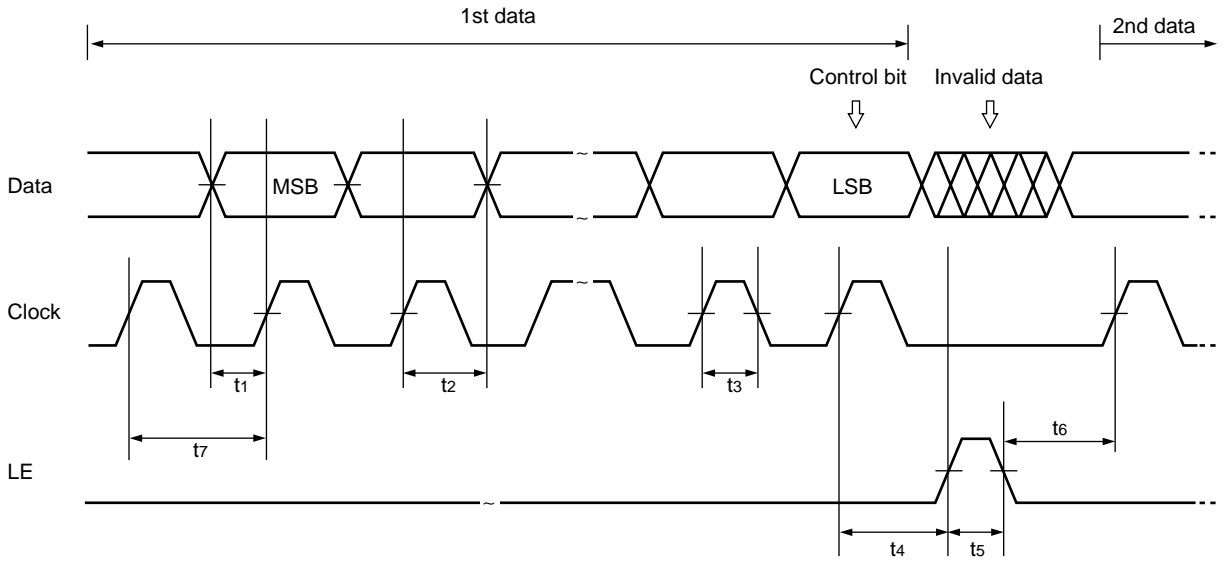 1st data
2nd data
Control bit
Invalid data
Data
MSB
LSB
Clock
t1
t2
t3
t7
t6
LE
t4
t5